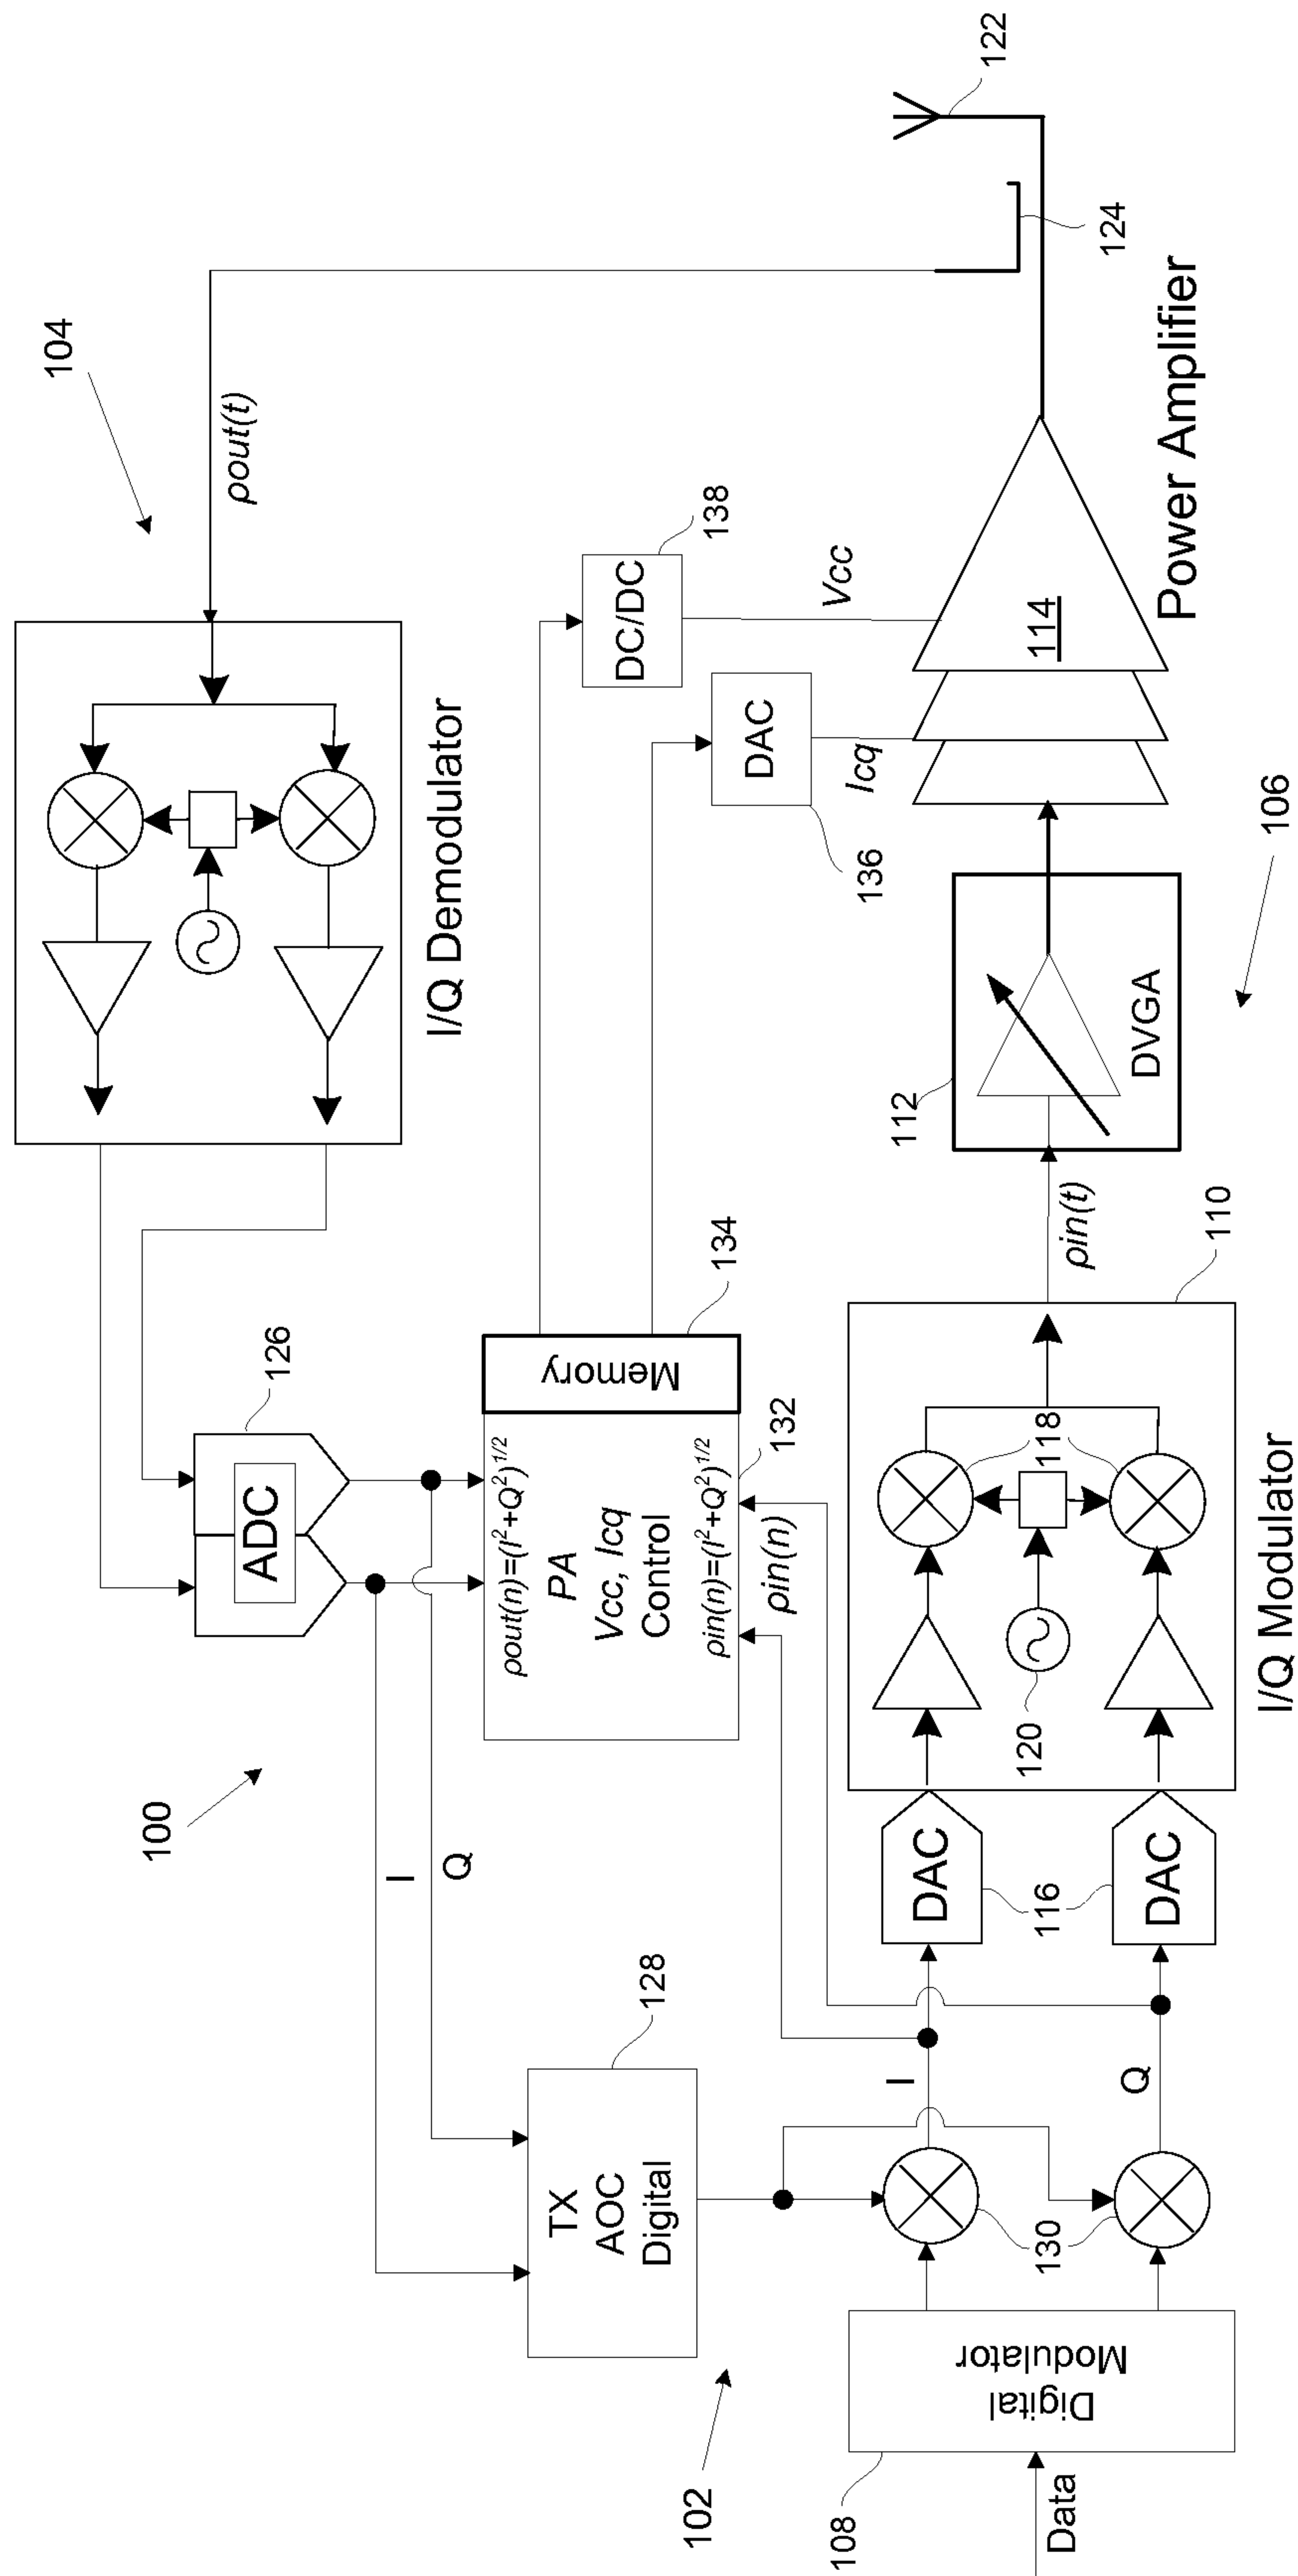 100
104
ρout(t)
I/Q Demodulator
126
ADC
I
Q
TX
AOC
Digital
128
102
ρout(n)=(I²+Q²)^1/2
PA
Vcc, Icq
Control
ρin(n)=(I²+Q²)^1/2
Memory
134
132
ρin(n)
DC/DC
138
Vcc
DAC
136
Icq
114
Power Amplifier
122
124
Data
108
Digital
Modulator
130
I
Q
DAC
DAC
116
118
120
110
I/Q Modulator
ρin(t)
112
DVGA
106